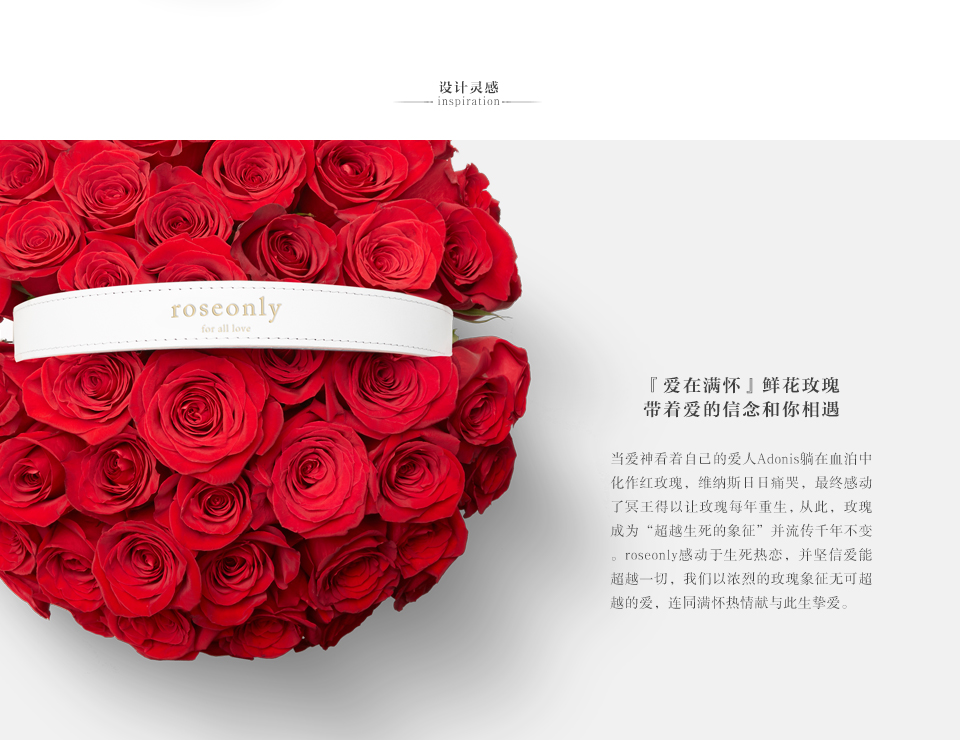 设计灵感
inspiration
roseonly
for all love
『爱在满怀』鲜花玫瑰
带着爱的信念和你相遇
当爱神看着自己的爱人Adonis躺在血泊中
化作红玫瑰，维纳斯日日痛哭，最终感动
了冥王得以让玫瑰每年重生，从此，玫瑰
成为“超越生死的象征”并流传千年不变
。roseonly感动于生死热恋，并坚信爱能
超越一切，我们以浓烈的玫瑰象征无可超
越的爱，连同满怀热情献与此生挚爱。